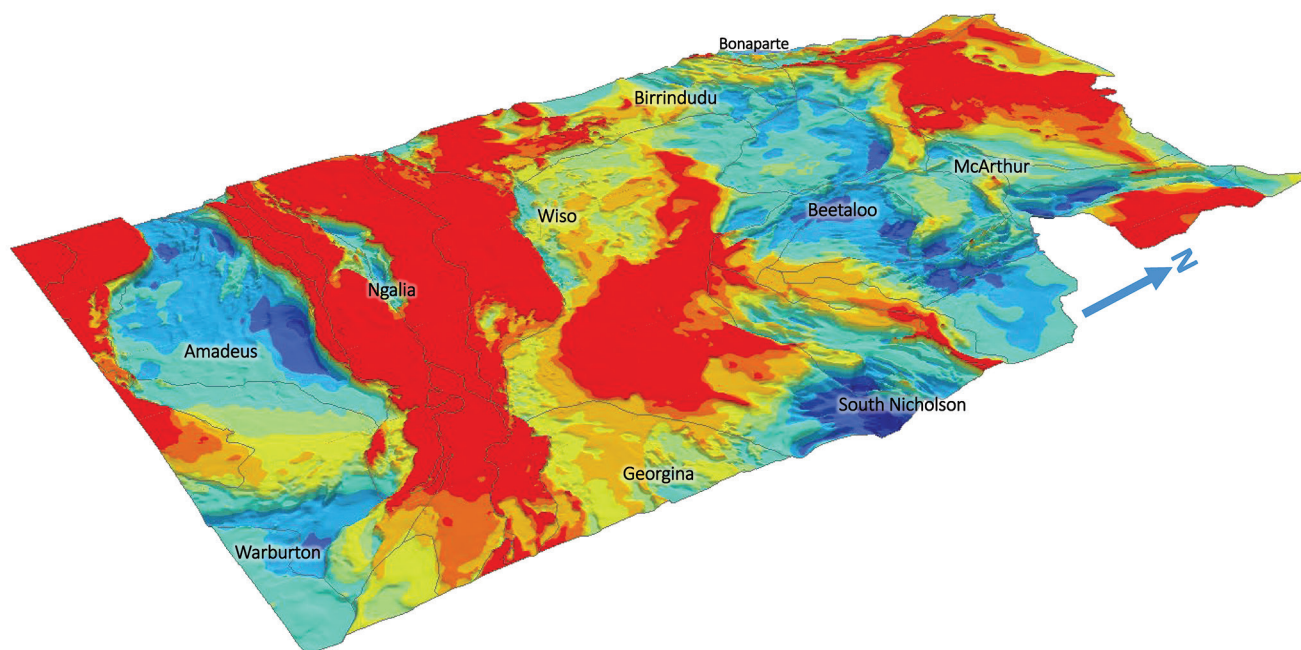 Bonaparte
Birrindudu
McArthur
Wiso
Beetaloo
N
Ngalia
Amadeus
South Nicholson
Georgina
Warburton